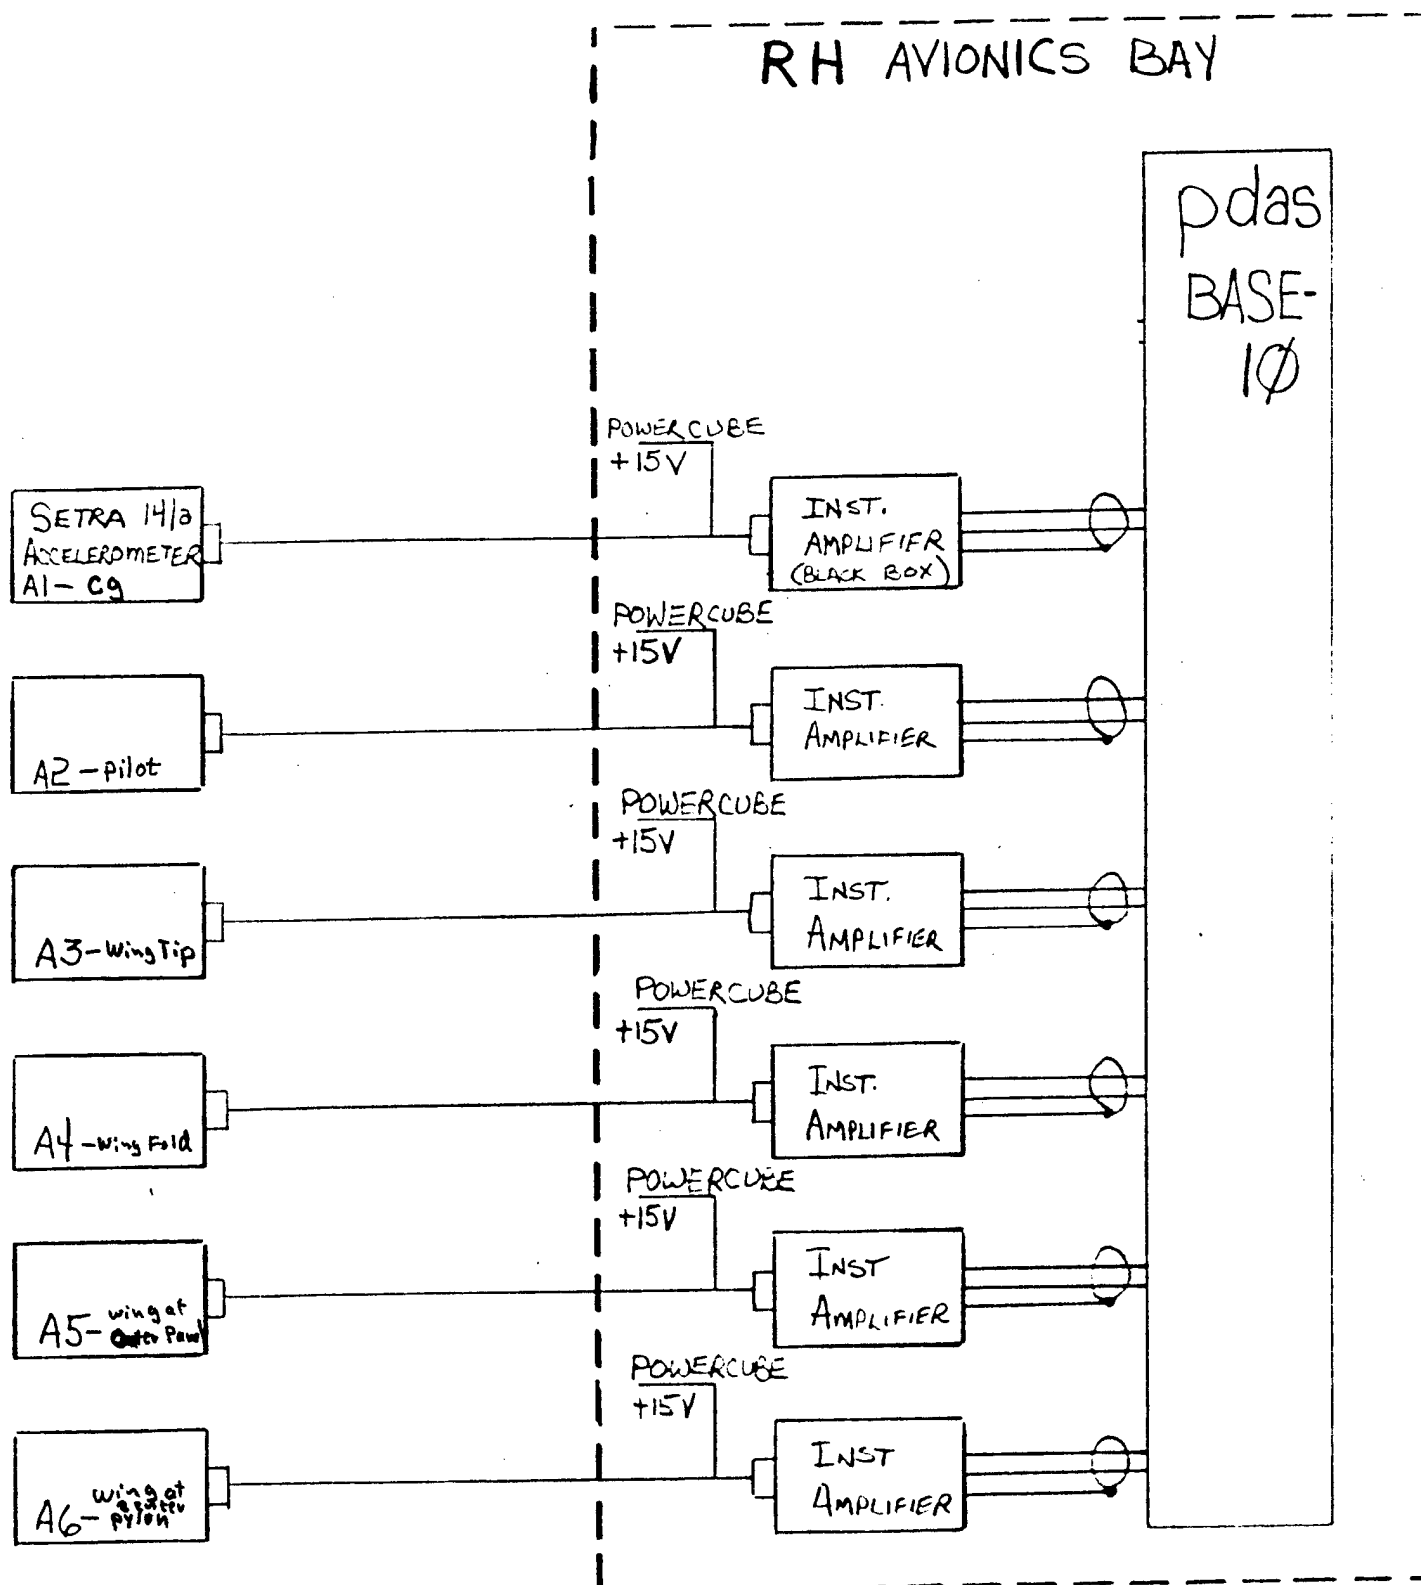 RH AVIONICS BAY
pdas
BASE-
10
POWERCUBE
+15V
SETRA 141a
ACCELEROMETER
A1 - cg
INST.
AMPLIFIER
(BLACK BOX)
POWERCUBE
+15V
A2 - pilot
INST.
AMPLIFIER
POWERCUBE
+15V
A3 - Wing Tip
INST.
AMPLIFIER
POWERCUBE
+15V
A4 - Wing Fold
INST.
AMPLIFIER
POWERCUBE
+15V
A5 - wing at
INST
AMPLIFIER
POWERCUBE
+15V
A6 - wing at
pylon
INST
AMPLIFIER